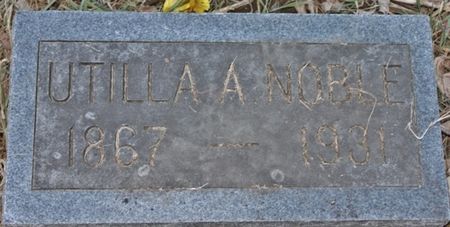 UTILLA A. NOBLE
1867 — 1931